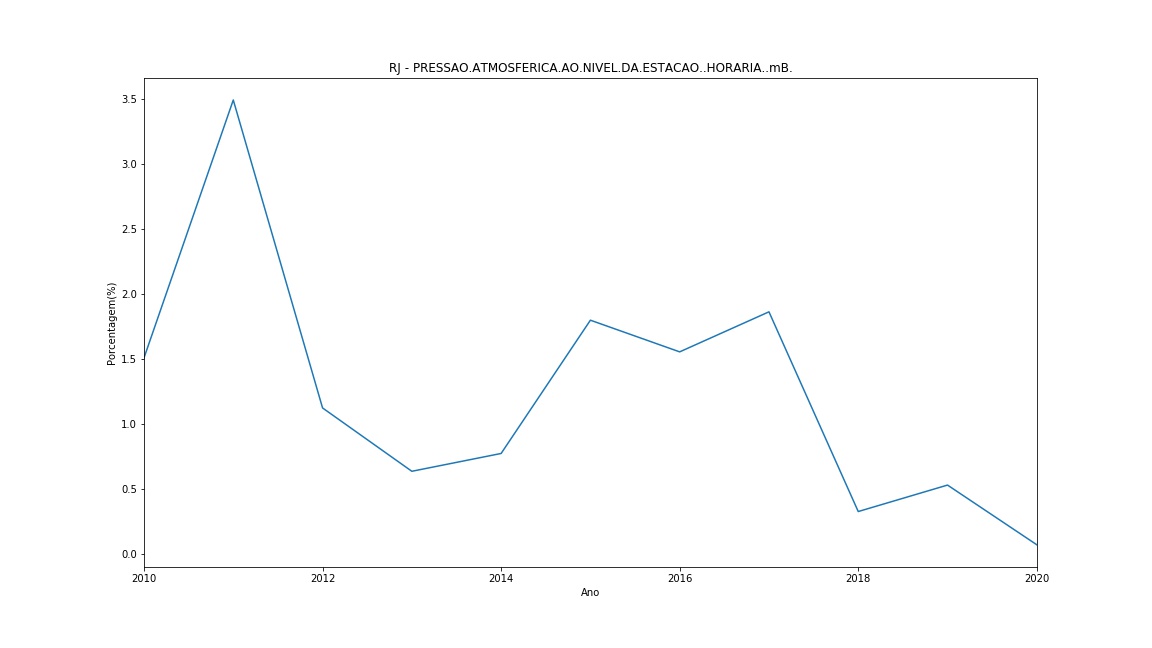 RJ - PRESSAO.ATMOSFERICA.AO.NIVEL.DA.ESTACAO..HORARIA..mB.
3.5
3.0
2.5
2.0
1.5
1.0
0.5
0.0
Porcentagem(%)
2010 2012 2014 2016 2018 2020
Ano